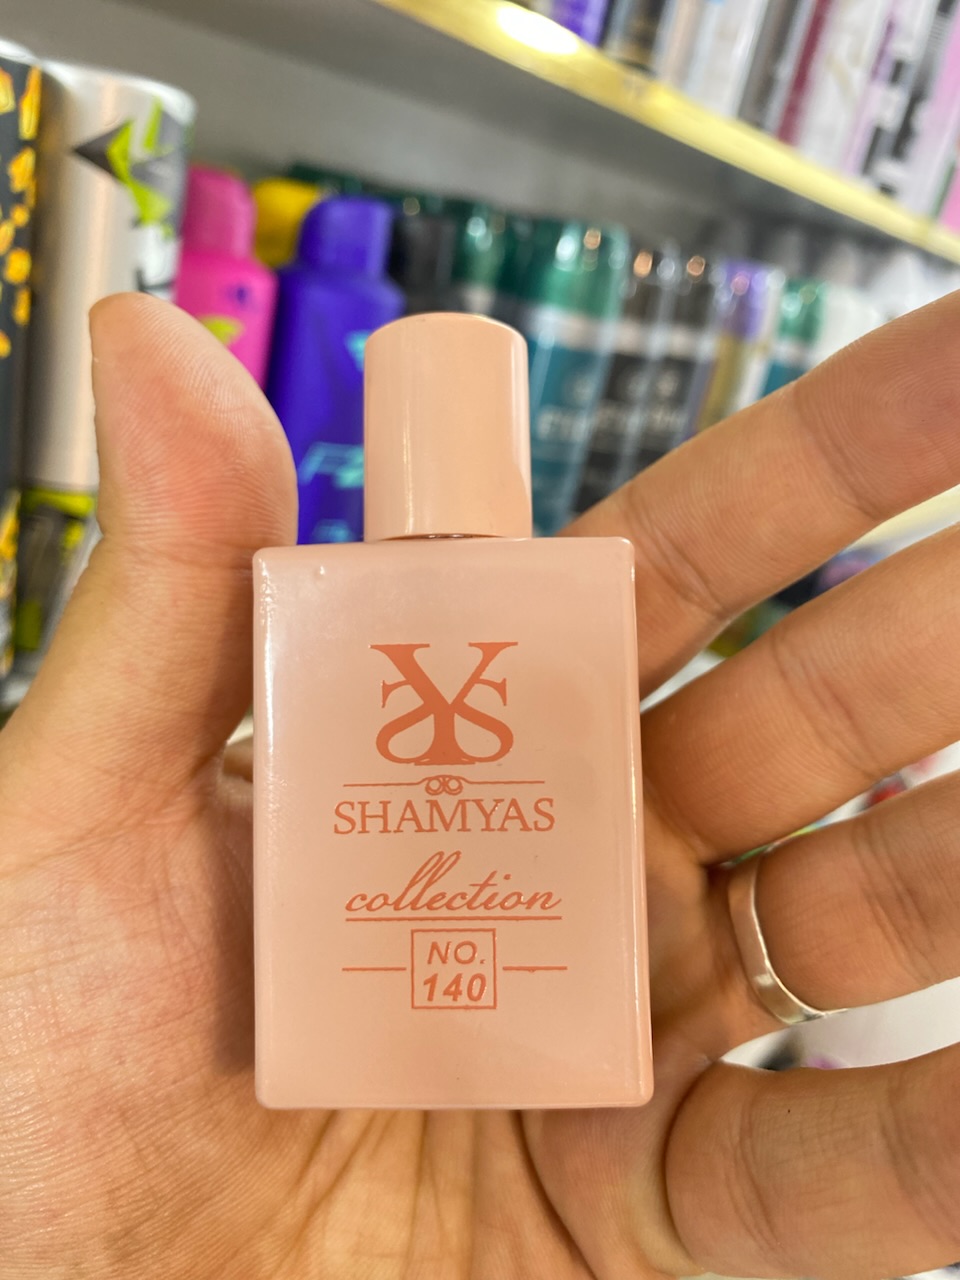 SHAMYAS
collection
NO.
140